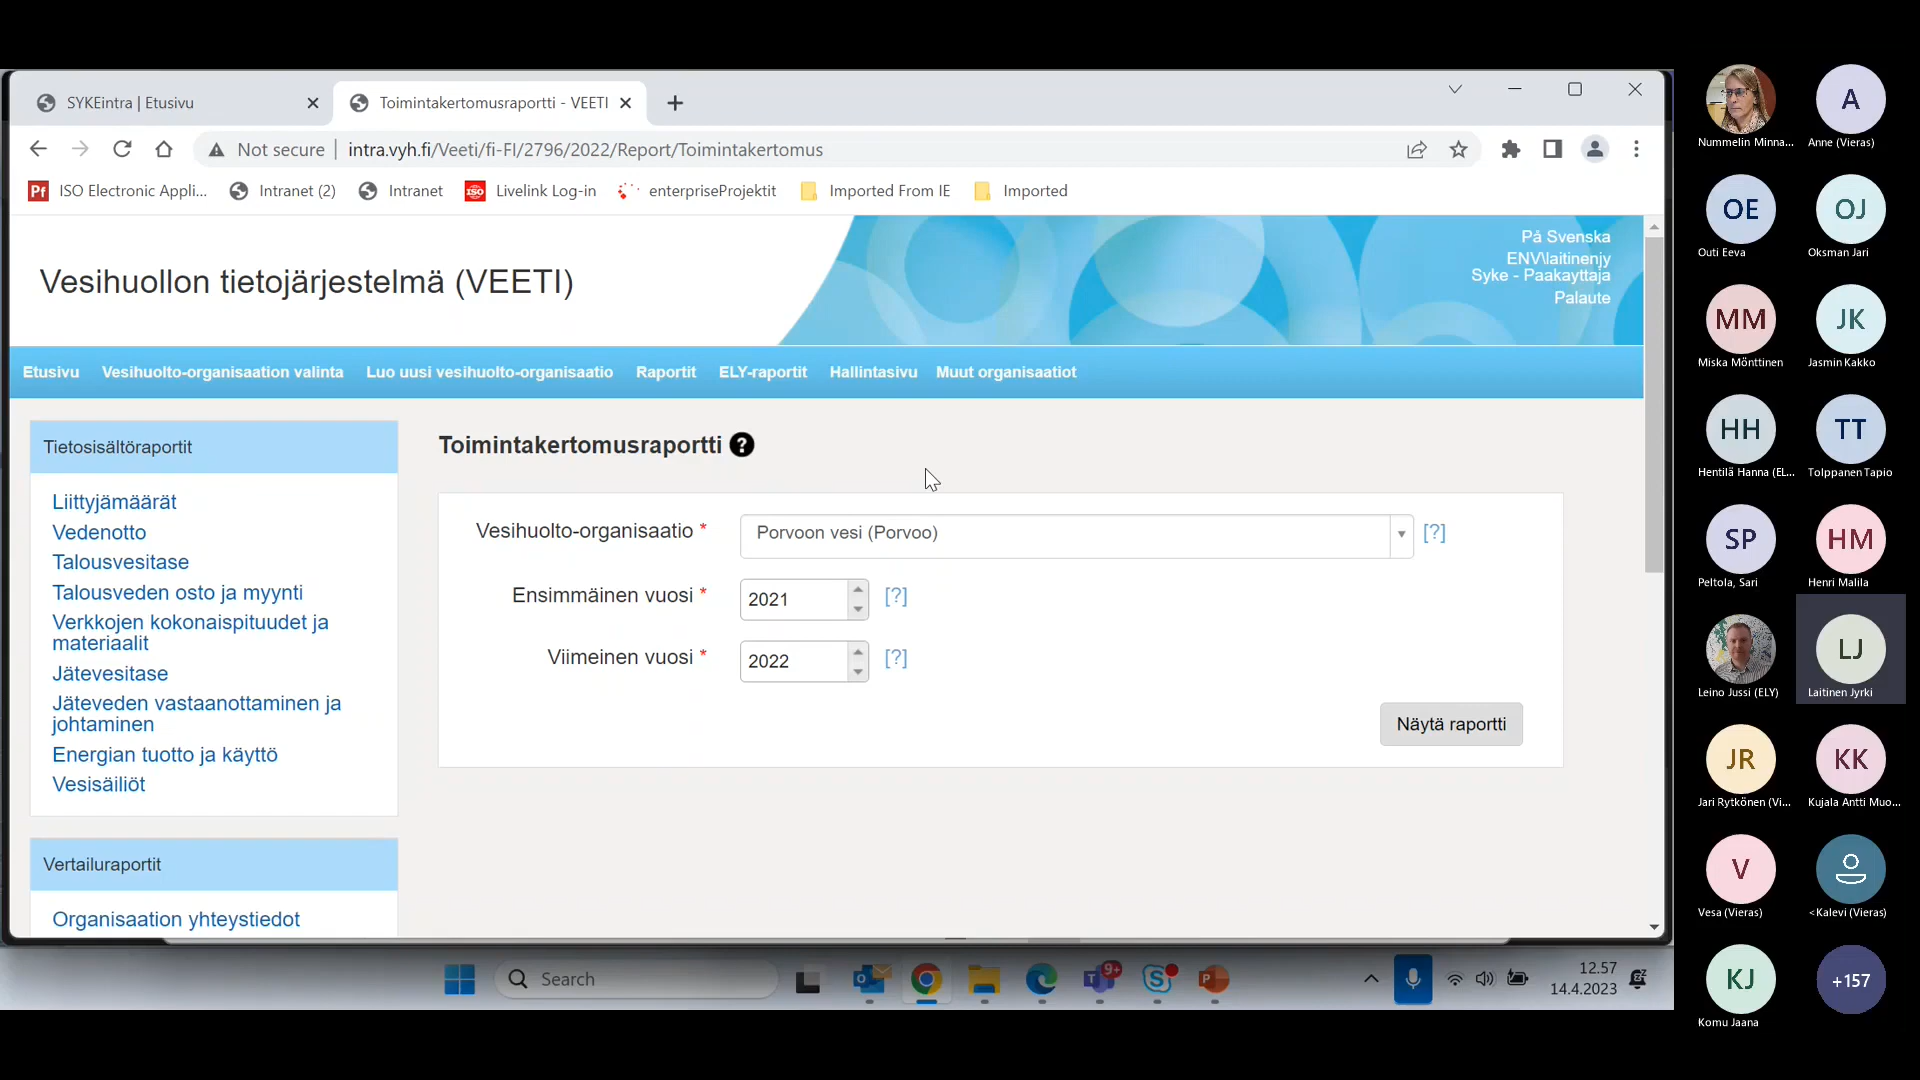 SYKEintra | Etusivu
Toimintakertomusraportti - VEETI
Not secure
intra.vyh.fi/Veeti/fi-FI/2796/2022/Report/Toimintakertomus
Pf ISO Electronic Appli...
Intranet (2)
Intranet
ISO Livelink Log-in
enterpriseProjektit
Imported From IE
Imported
Vesihuollon tietojärjestelmä (VEETI)
På Svenska
ENV\laitinenjy
Syke - Paakayttaja
Palaute
Etusivu
Vesihuolto-organisaation valinta
Luo uusi vesihuolto-organisaatio
Raportit
ELY-raportit
Hallintasivu
Muut organisaatiot
Tietosisältöraportit
Liittyjämäärät
Vedenotto
Talousvesitase
Talousveden osto ja myynti
Verkkojen kokonaispituudet ja
materiaalit
Jätevesitase
Jäteveden vastaanottaminen ja
johtaminen
Energian tuotto ja käyttö
Vesisäiliöt
Vertailuraportit
Organisaation yhteystiedot
Toimintakertomusraportti ?
Vesihuolto-organisaatio * Porvoon vesi (Porvoo) [?]
Ensimmäinen vuosi * 2021 [?]
Viimeinen vuosi * 2022 [?]
Näytä raportti
Search
9+
12.57
14.4.2023
Nummelin Minna...
A
Anne (Vieras)
OE
Outi Eeva
OJ
Oksman Jari
MM
Miska Mönttinen
JK
Jasmin Kakko
HH
Hentilä Hanna (EL...
TT
Tolppanen Tapio
SP
Peltola, Sari
HM
Henri Malila
Leino Jussi (ELY)
LJ
Laitinen Jyrki
JR
Jari Rytkönen (Vi...
KK
Kujala Antti Muo...
V
Vesa (Vieras)
<Kalevi (Vieras)
KJ
Komu Jaana
+157